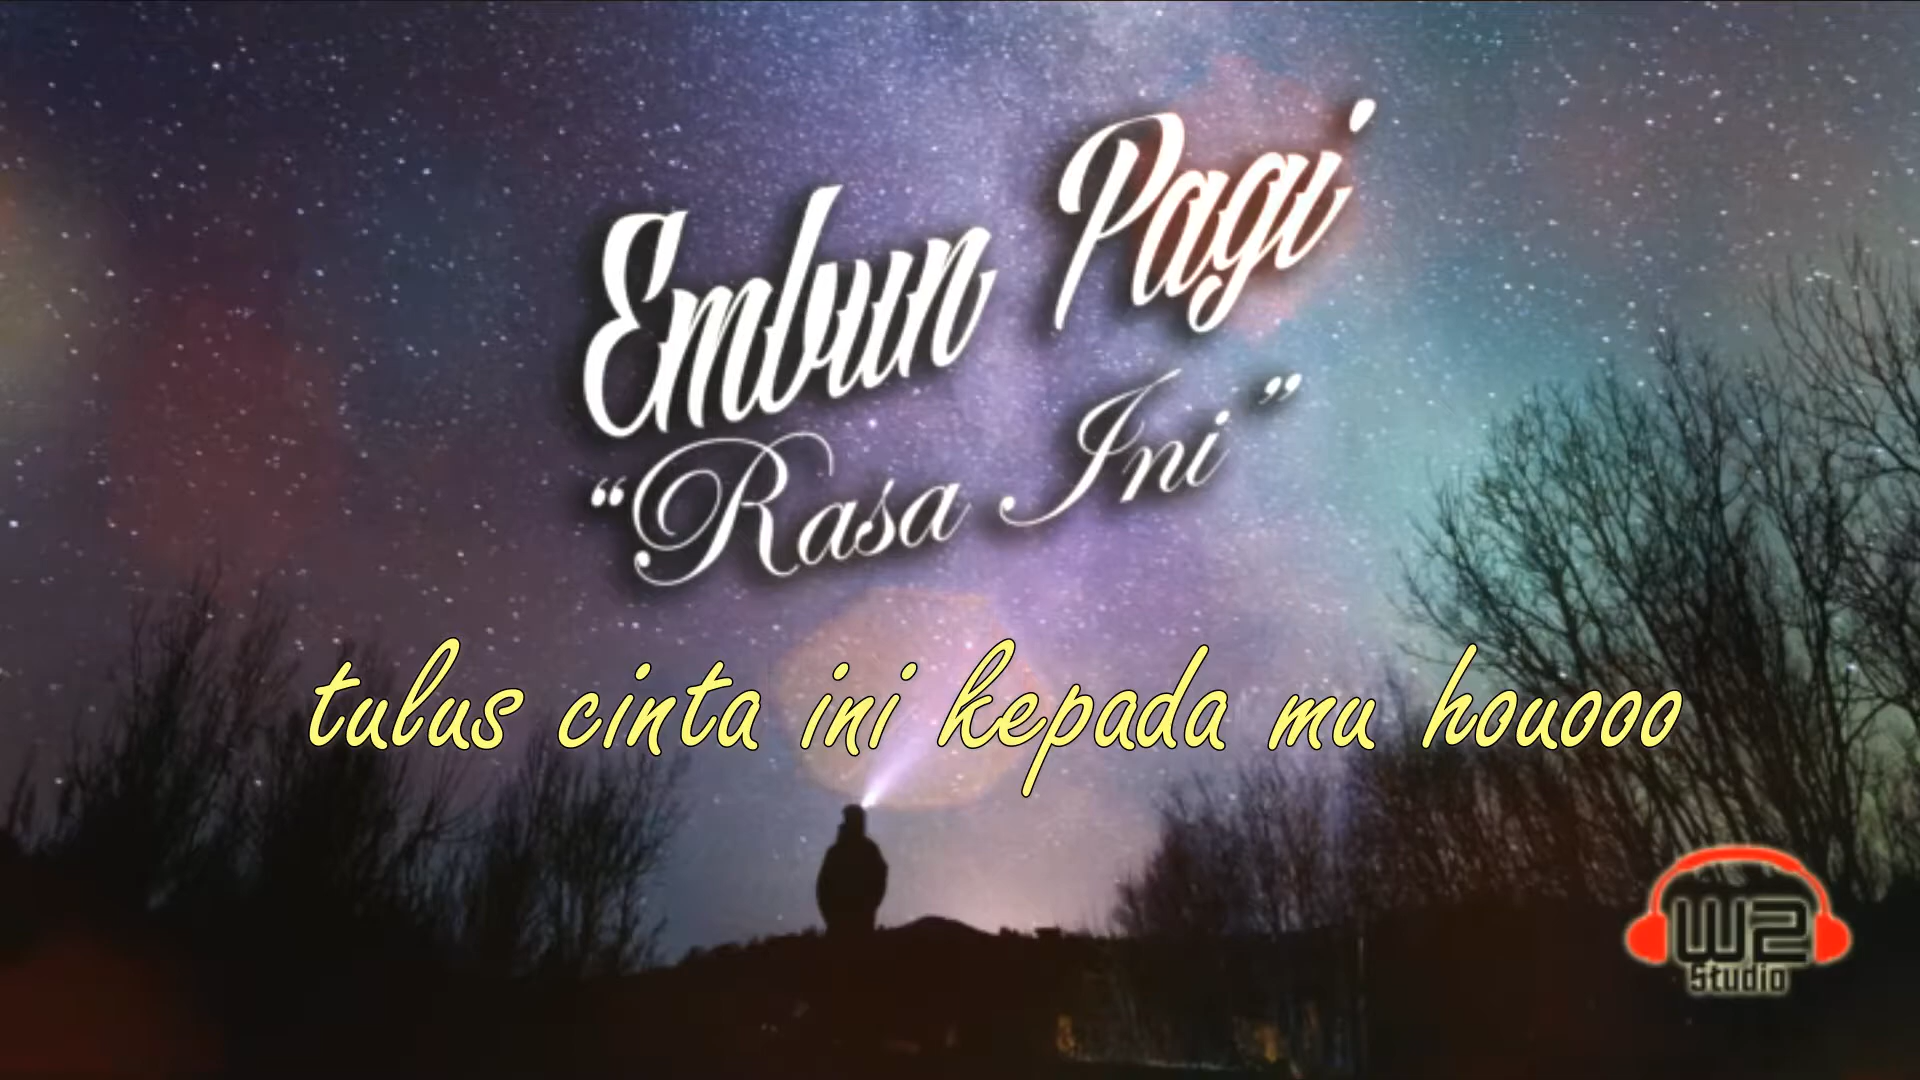 Embun Pagi
“Rasa Ini”
tulus cinta ini kepada mu houooo
W2
Studio